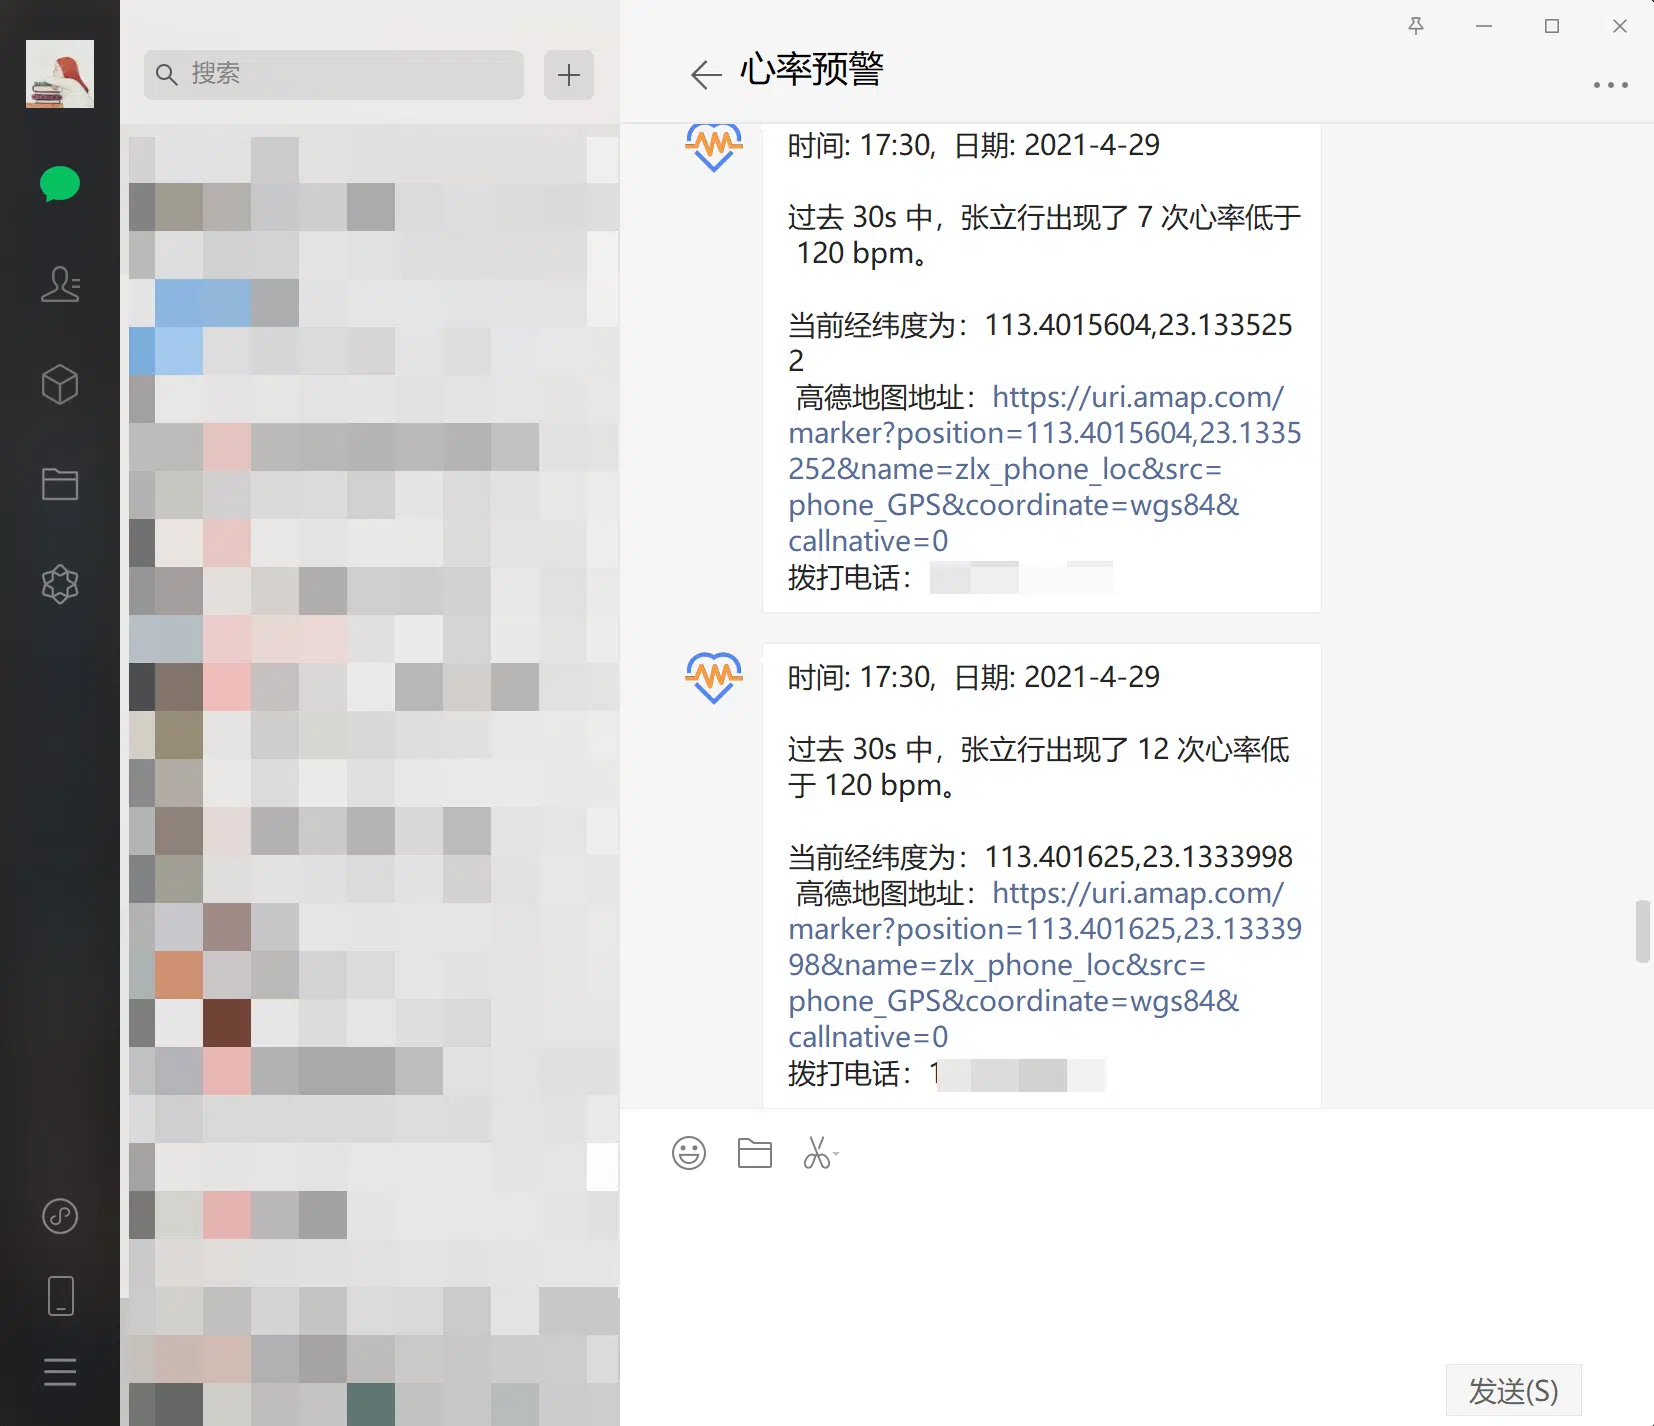 搜索
心率预警
时间: 17:30,  日期: 2021-4-29
过去 30s 中，张立行出现了 7 次心率低于
120 bpm。
当前经纬度为：113.4015604,23.133525
2
高德地图地址：https://uri.amap.com/
marker?position=113.4015604,23.1335
252&name=zlx_phone_loc&src=
phone_GPS&coordinate=wgs84&
callnative=0
拨打电话：
时间: 17:30,  日期: 2021-4-29
过去 30s 中，张立行出现了 12 次心率低
于 120 bpm。
当前经纬度为：113.401625,23.1333998
高德地图地址：https://uri.amap.com/
marker?position=113.401625,23.13339
98&name=zlx_phone_loc&src=
phone_GPS&coordinate=wgs84&
callnative=0
拨打电话：1
发送(S)